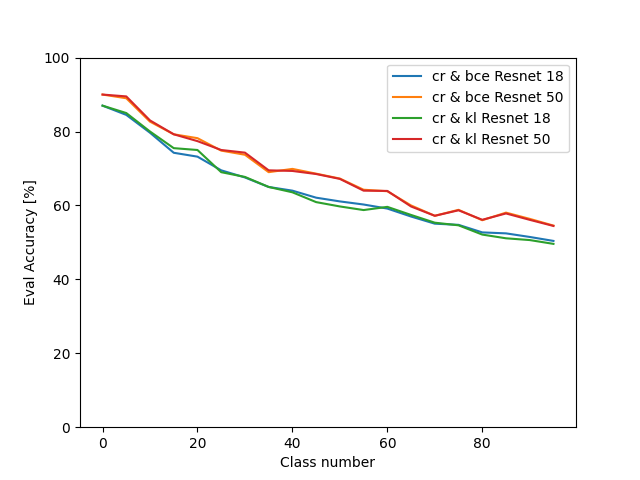 100
80
60
40
20
0
Eval Accuracy [%]
cr & bce Resnet 18
cr & bce Resnet 50
cr & kl Resnet 18
cr & kl Resnet 50
0 20 40 60 80
Class number